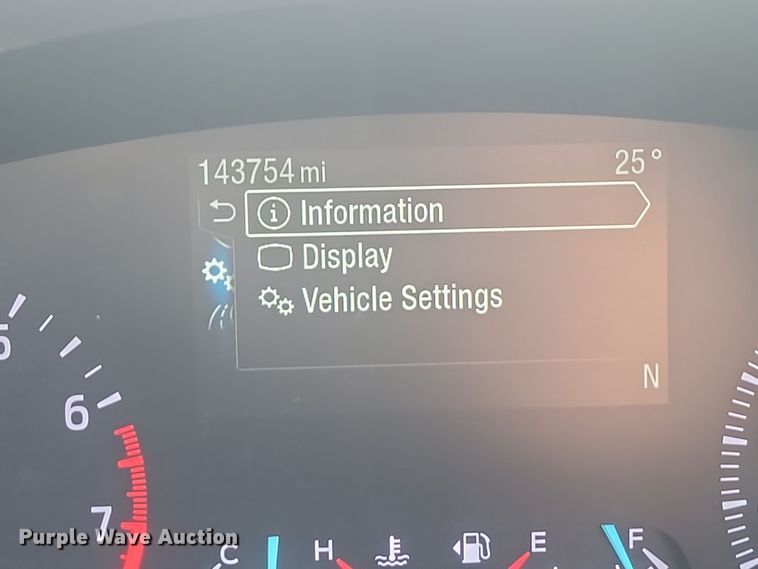 143754 mi 25°
Information
Display
Vehicle Settings
N
5
6
7
C H E F
Purple Wave Auction